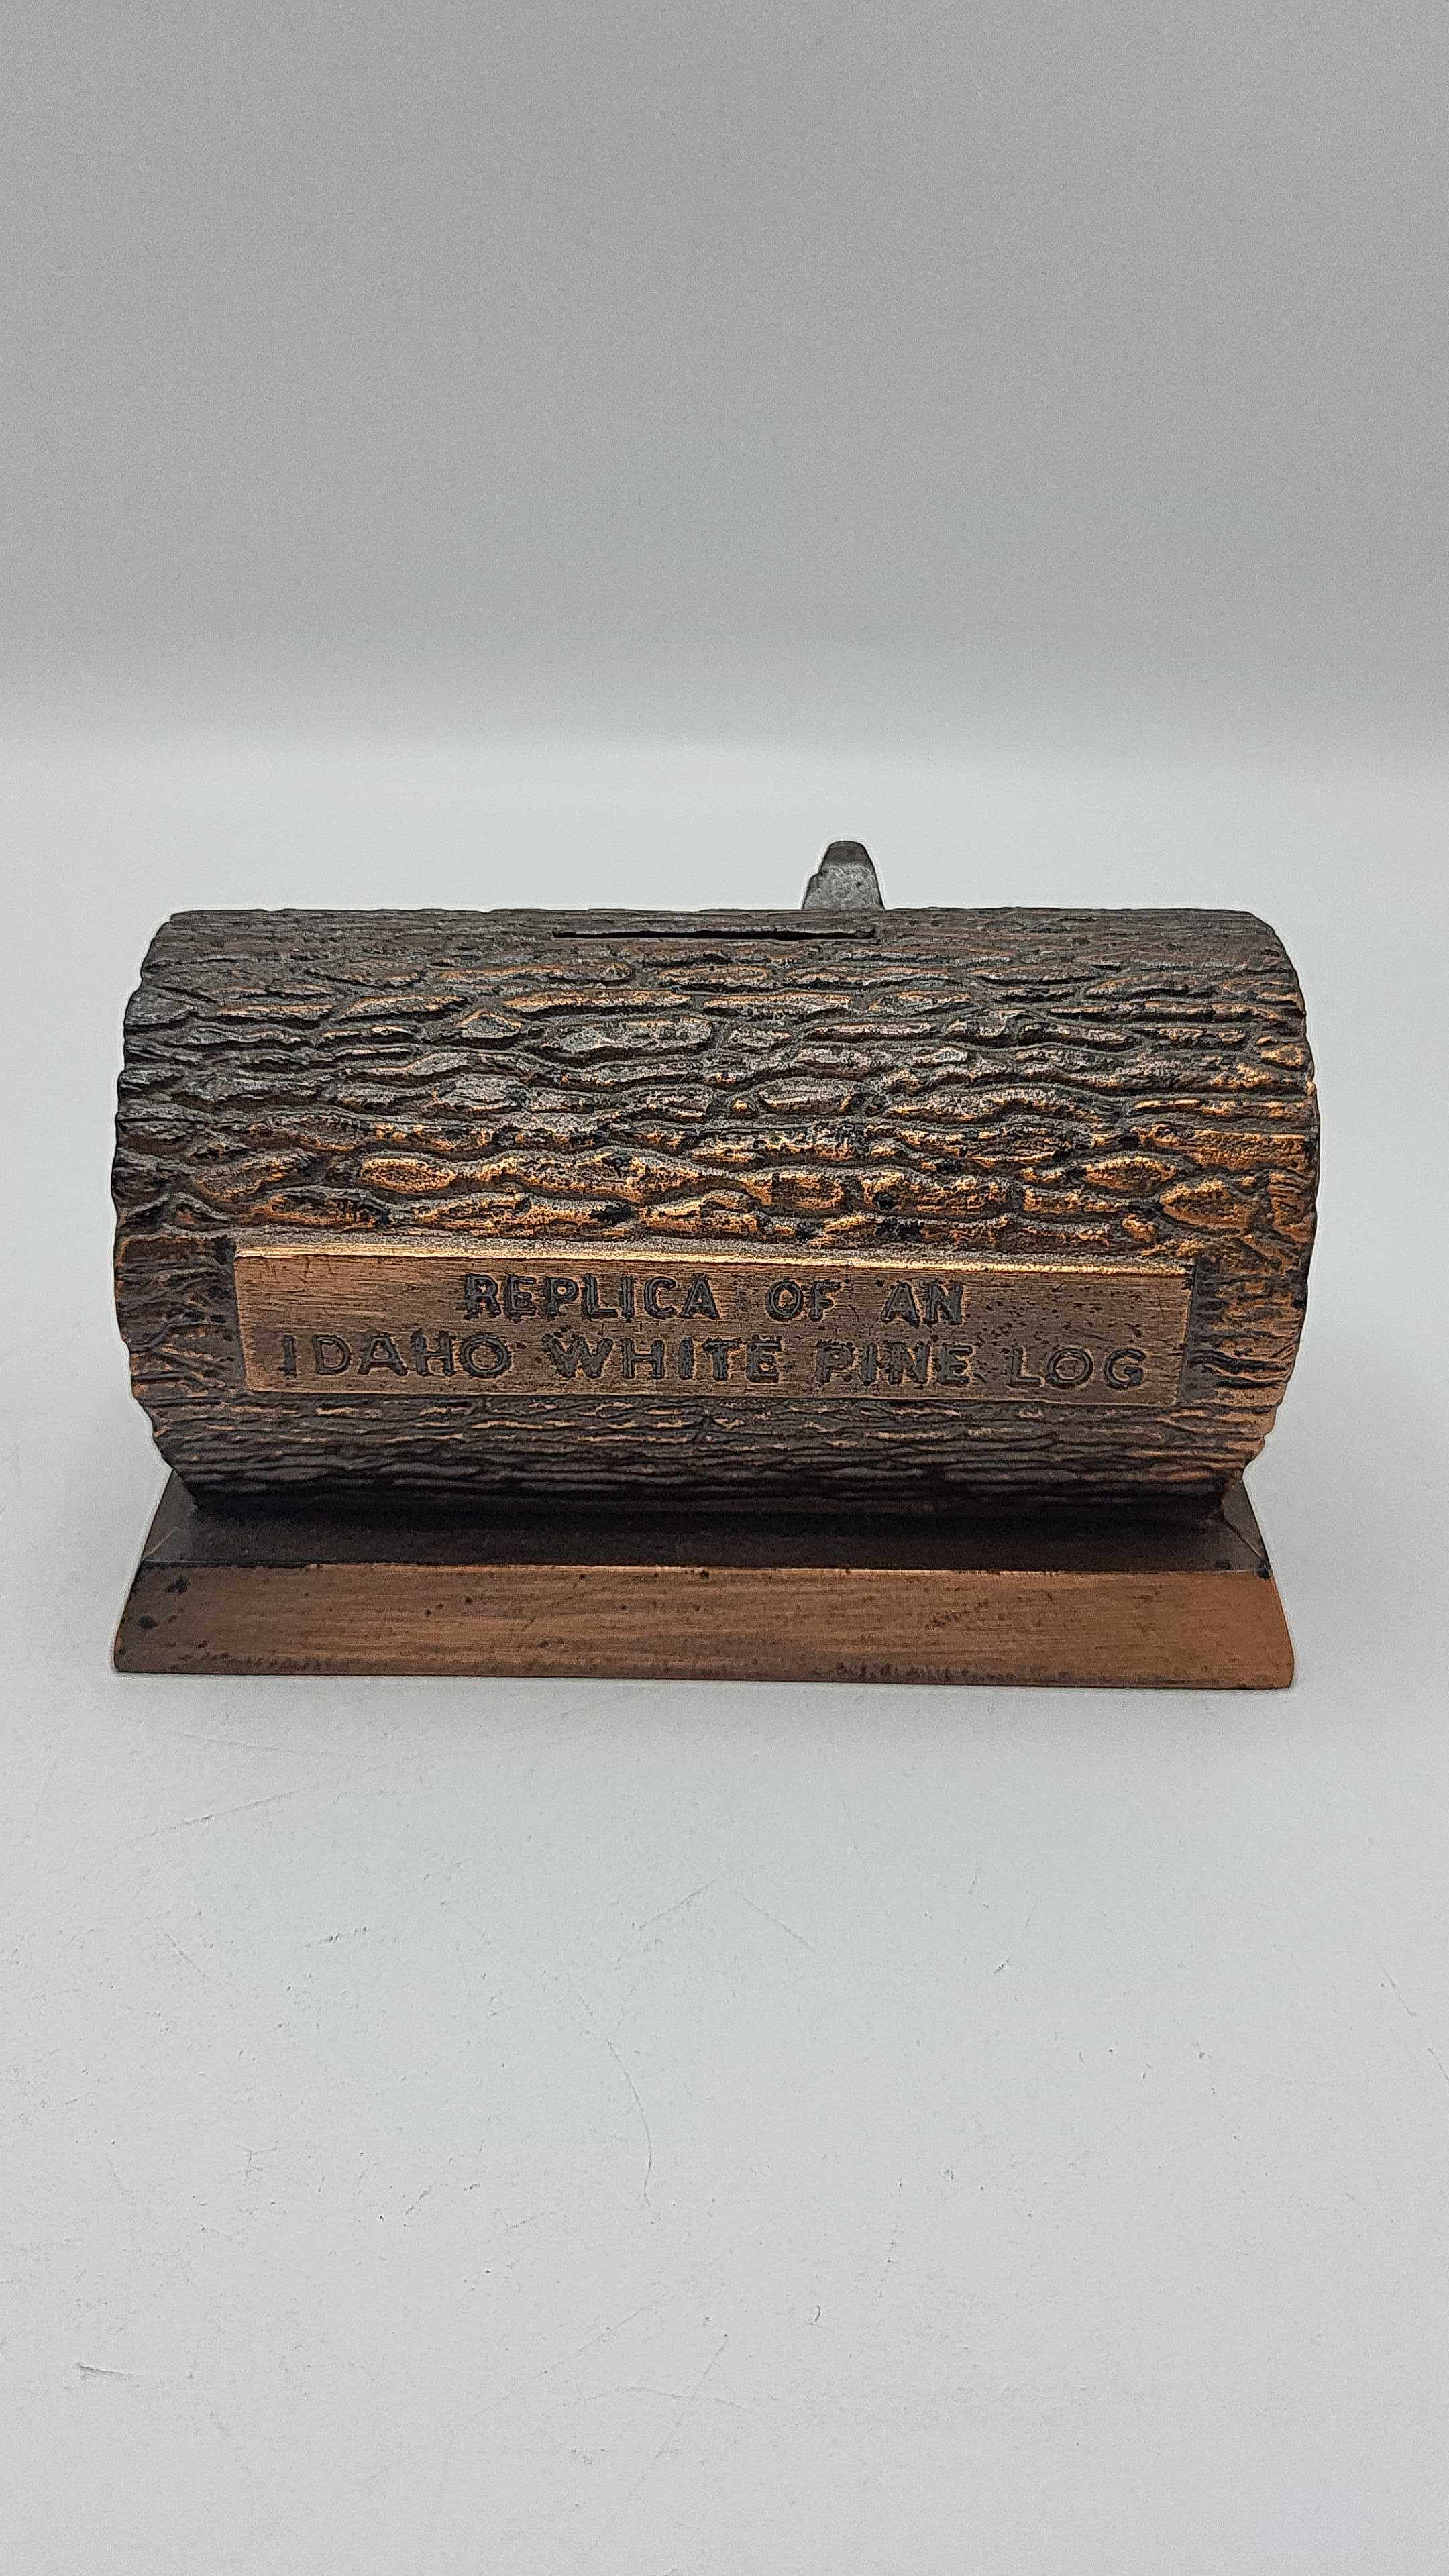 REPLICA OF AN
IDAHO WHITE PINE LOG